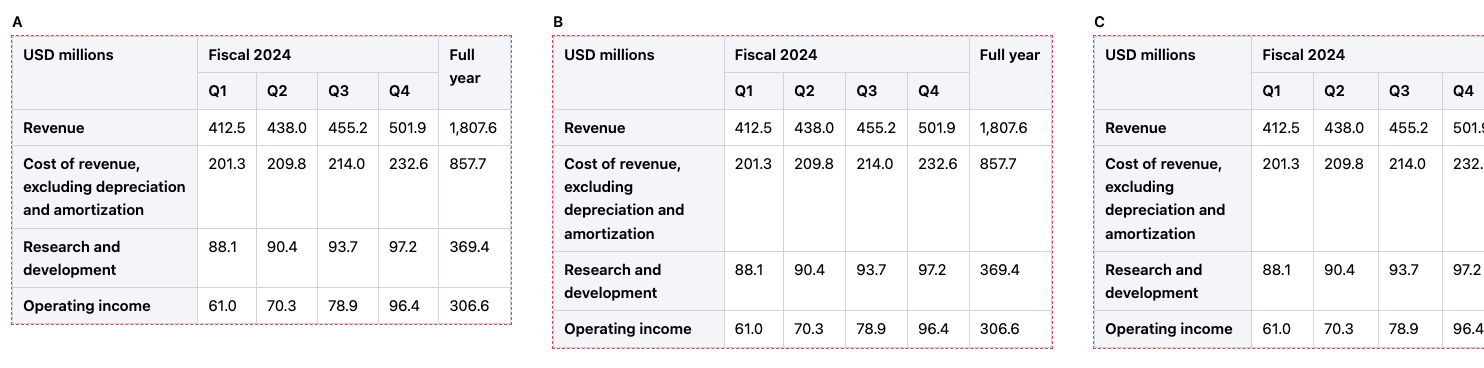 A
USD millions Fiscal 2024 Full
year
Q1 Q2 Q3 Q4
Revenue 412.5 438.0 455.2 501.9 1,807.6
Cost of revenue, 201.3 209.8 214.0 232.6 857.7
excluding depreciation
and amortization
Research and 88.1 90.4 93.7 97.2 369.4
development
Operating income 61.0 70.3 78.9 96.4 306.6
B
USD millions Fiscal 2024 Full year
Q1 Q2 Q3 Q4
Revenue 412.5 438.0 455.2 501.9 1,807.6
Cost of revenue, 201.3 209.8 214.0 232.6 857.7
excluding
depreciation and
amortization
Research and 88.1 90.4 93.7 97.2 369.4
development
Operating income 61.0 70.3 78.9 96.4 306.6
C
USD millions Fiscal 2024
Q1 Q2 Q3 Q4
Revenue 412.5 438.0 455.2 501.9
Cost of revenue, 201.3 209.8 214.0 232.
excluding
depreciation and
amortization
Research and 88.1 90.4 93.7 97.2
development
Operating income 61.0 70.3 78.9 96.4